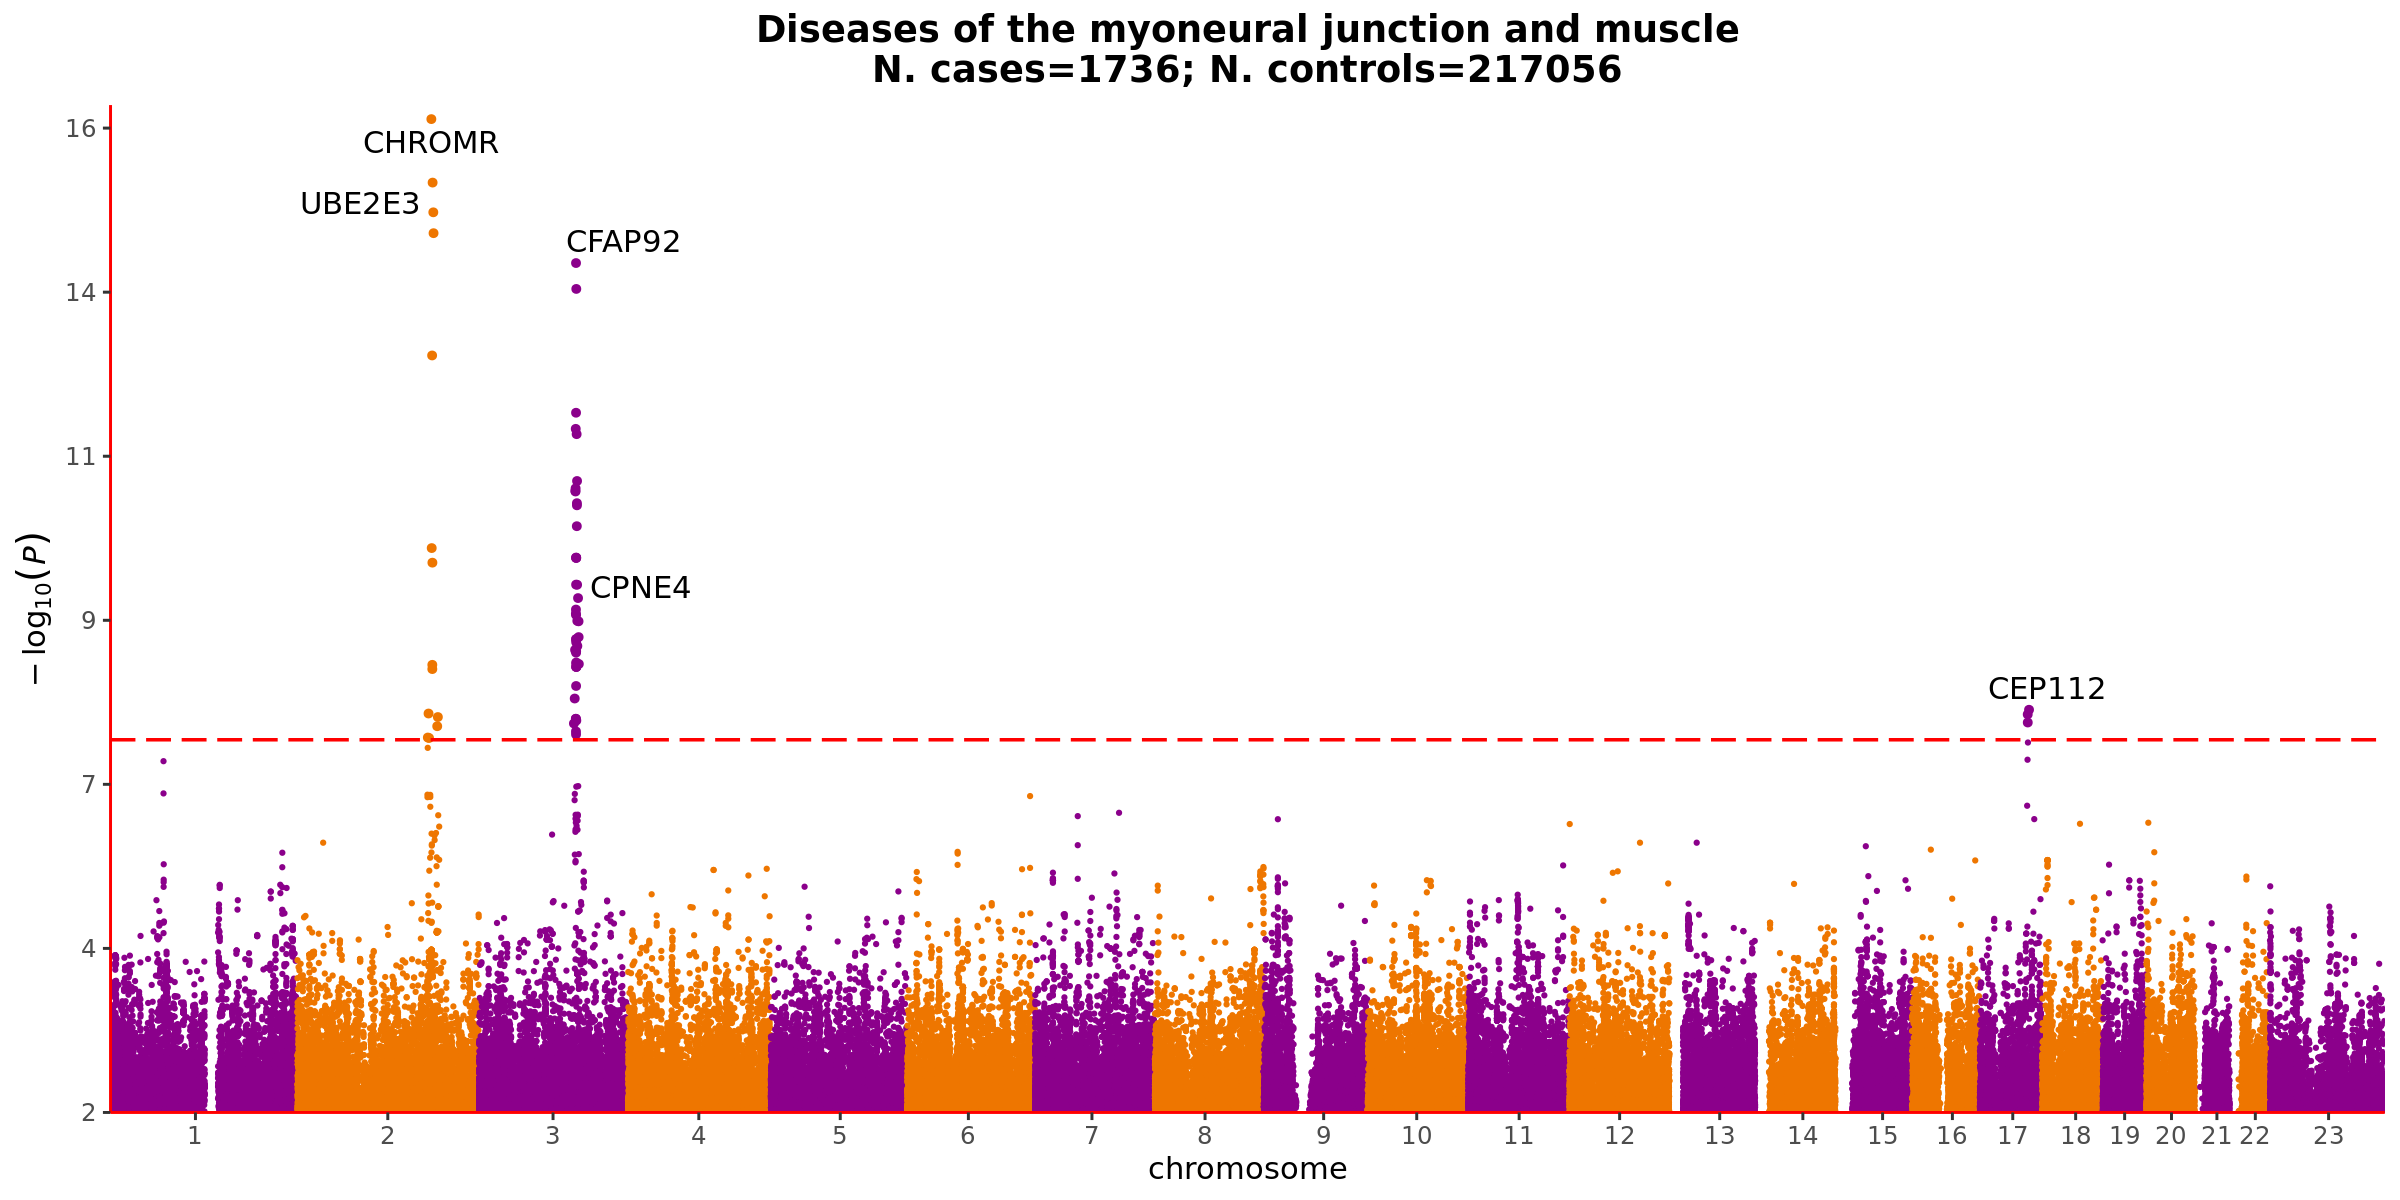 Diseases of the myoneural junction and muscle
N. cases=1736; N. controls=217056
16
CHROMR
UBE2E3
CFAP92
14
11
CPNE4
9
− log10(P)
CEP112
7
4
2
1 2 3 4 5 6 7 8 9 10 11 12 13 14 15 16 17 18 19 20 21 22 23
chromosome